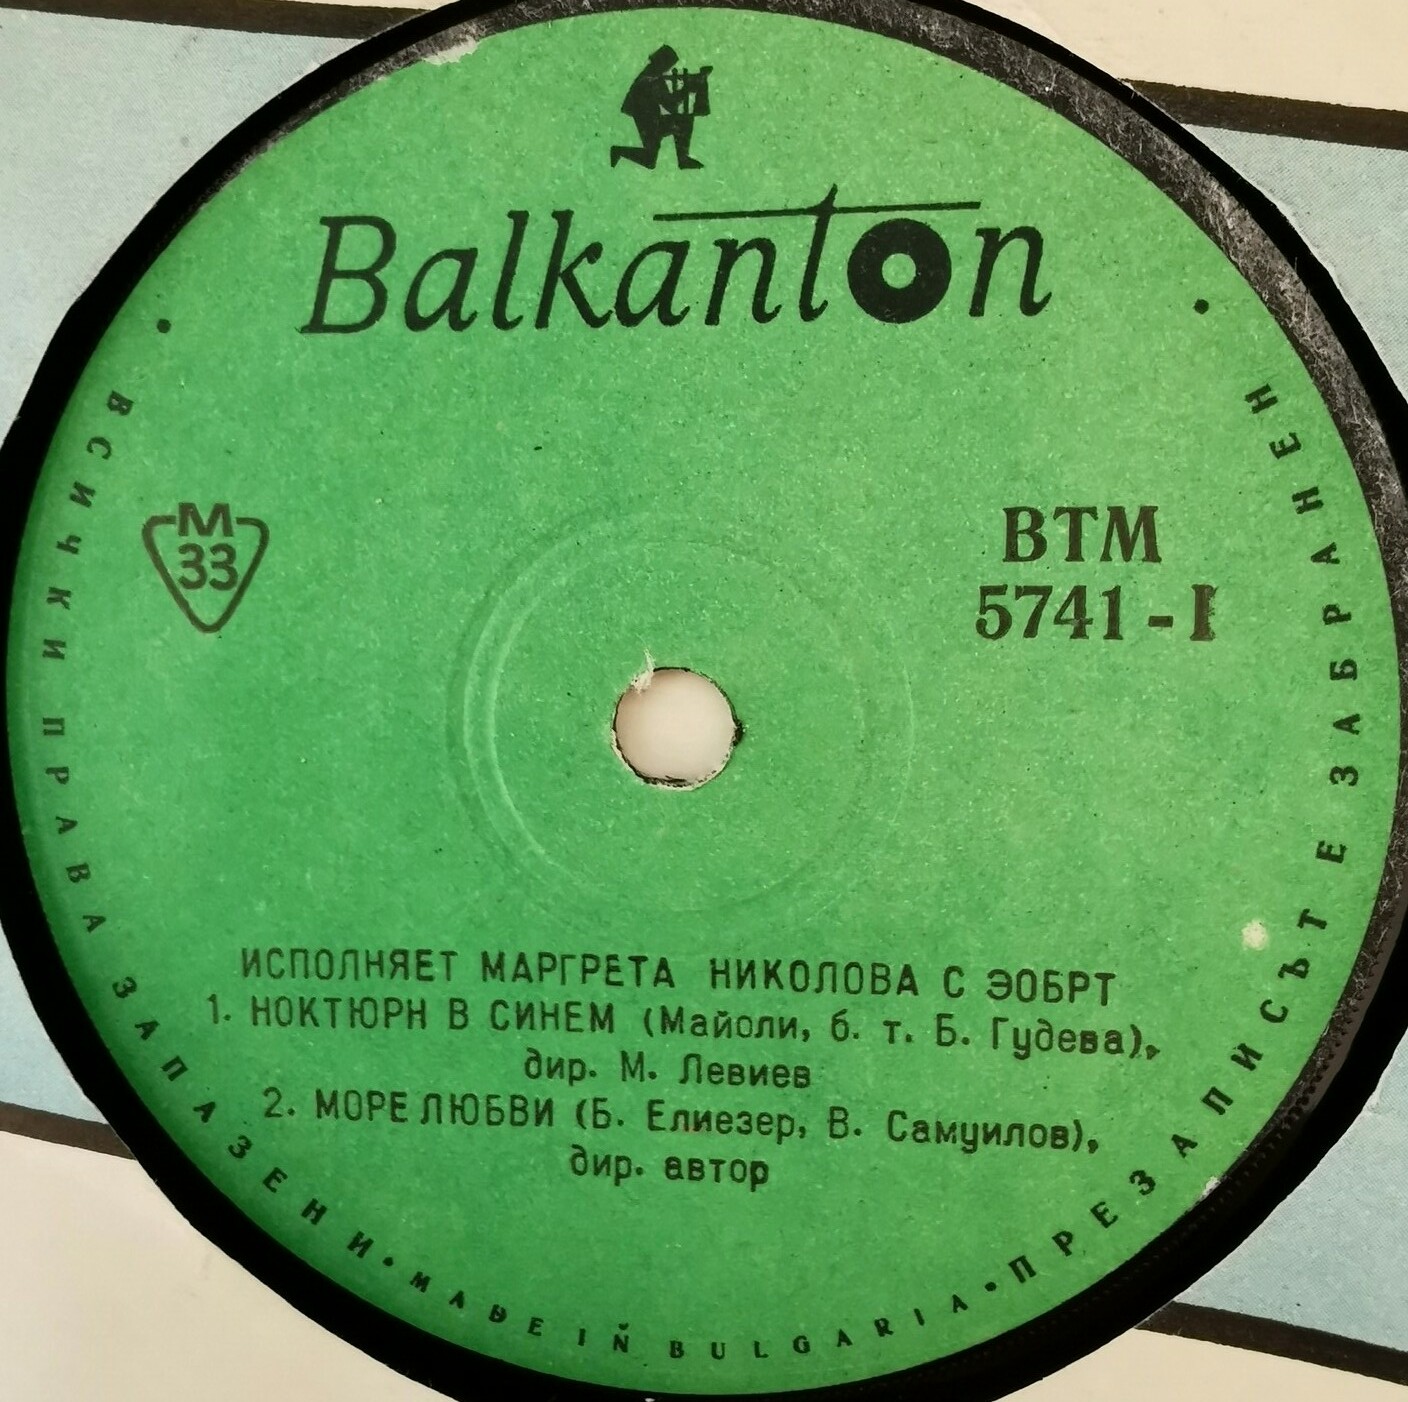 Balkanton
М
33
ВТМ
5741-I
ИСПОЛНЯЕТ МАРГРЕТА НИКОЛОВА С ЭОБРТ
1. НОКТЮРН В СИНЕМ (Майоли, б. т. Б. Гудева),
дир. М. Левиев
2. МОРЕ ЛЮБВИ (Б. Елиезер, В. Самуилов),
дир. автор
• ВСИЧКИ ПРАВА ЗАПАЗЕНИ • MADE IN BULGARIA • ПРЕЗАПИСЪТ Е ЗАБРАНЕН •